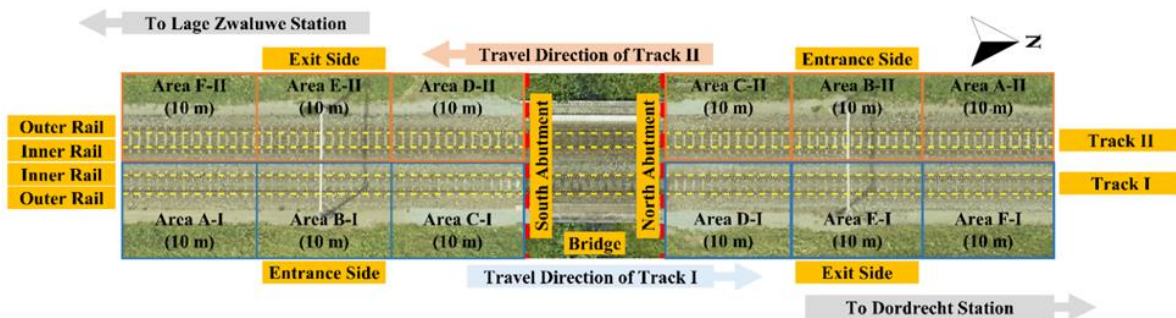 To Lage Zwaluwe Station
Exit Side
Travel Direction of Track II
Entrance Side
N
Area F-II
(10 m)
Area E-II
(10 m)
Area D-II
(10 m)
Area C-II
(10 m)
Area B-II
(10 m)
Area A-II
(10 m)
Outer Rail
Inner Rail
Inner Rail
Outer Rail
South Abutment
North Abutment
Track II
Track I
Area A-I
(10 m)
Area B-I
(10 m)
Area C-I
(10 m)
Bridge
Area D-I
(10 m)
Area E-I
(10 m)
Area F-I
(10 m)
Entrance Side
Travel Direction of Track I
Exit Side
To Dordrecht Station